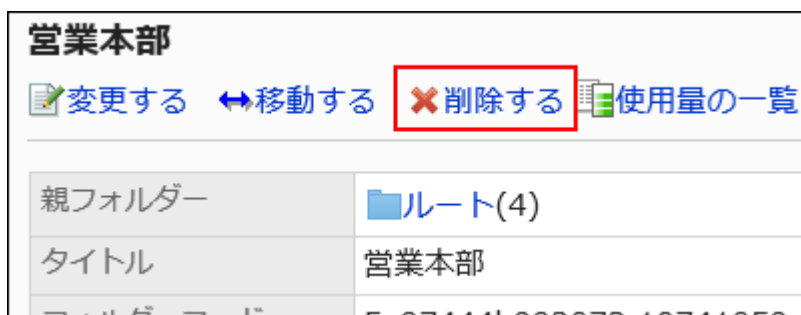 営業本部
変更する 移動する 削除する 使用量の一覧
親フォルダー ルート(4)
タイトル 営業本部